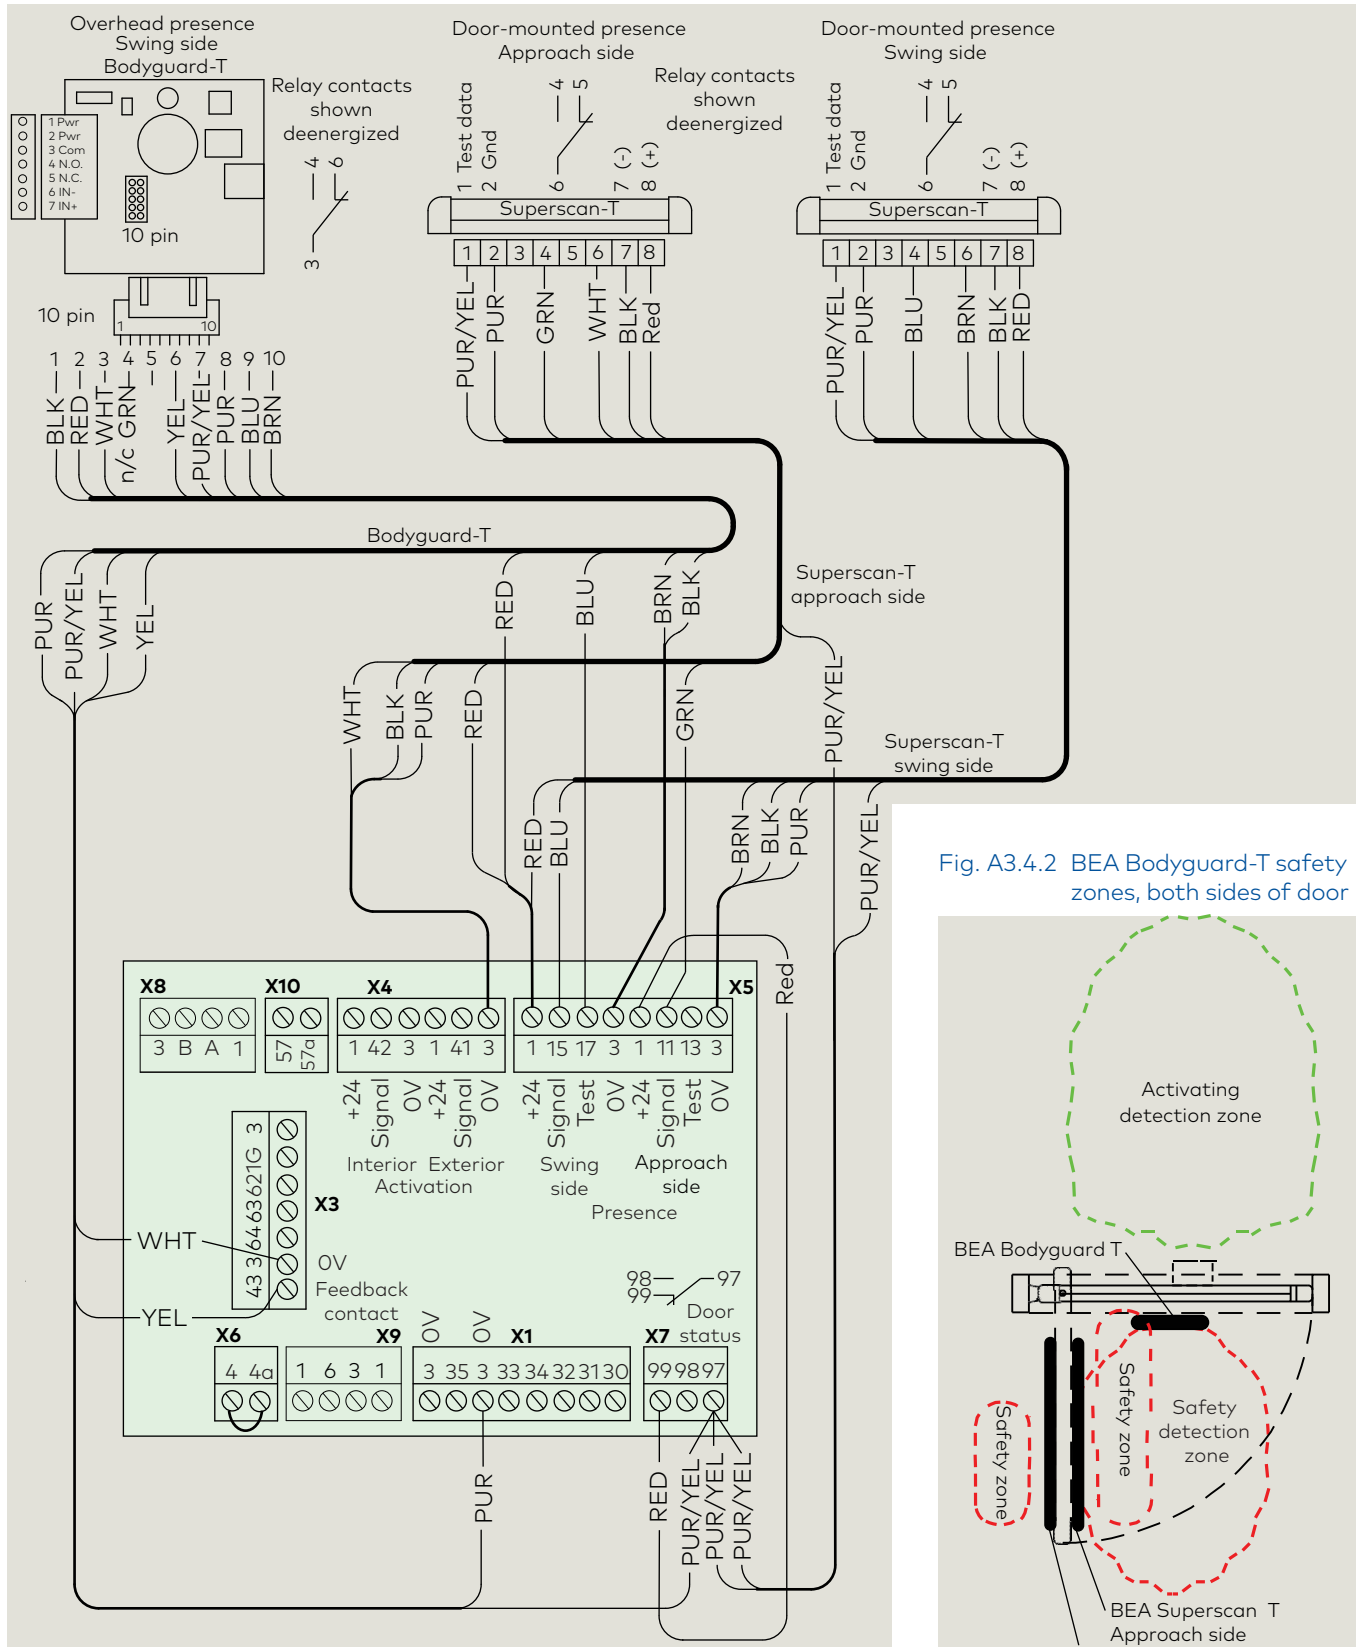 Overhead presence
Swing side
Bodyguard-T
Relay contacts
shown
deenergized
1 Pwr
2 Pwr
3 Com
4 N.O.
5 N.C.
6 IN-
7 IN+
10 pin
4 6
3
10 pin
1 10
1 2 3 4 5 6 7 8 9 10
BLK
RED
WHT
n/c GRN
YEL
PUR/YEL
PUR
BLU
BRN
Door-mounted presence
Approach side
Relay contacts
shown
deenergized
1 Test data
2 Gnd
4 5
6
7 (-)
8 (+)
Superscan-T
1 2 3 4 5 6 7 8
PUR/YEL
PUR
GRN
WHT
BLK
Red
Door-mounted presence
Swing side
1 Test data
2 Gnd
4 5
6
7 (-)
8 (+)
Superscan-T
1 2 3 4 5 6 7 8
PUR/YEL
PUR
BLU
BRN
BLK
RED
Bodyguard-T
PUR
PUR/YEL
WHT
YEL
RED
BLU
BRN
BLK
Superscan-T
approach side
WHT
BLK
PUR
RED
GRN
PUR/YEL
Superscan-T
swing side
RED
BLU
BRN
BLK
PUR
PUR/YEL
Red
X8
3 B A 1
X10
57 57a
X4
1 42 3 1 41 3
+24 Signal 0V +24 Signal 0V
Interior Exterior
Activation
X5
1 15 17 3 1 11 13 3
+24 Signal Test 0V +24 Signal Test 0V
Swing
side
Approach
side
Presence
X3
43 3 64 63 62 1G 3
0V
Feedback
contact
WHT
YEL
98
99
97
Door
status
X6
4 4a
X9
1 6 3 1
0V 0V
X1
3 35 3 33 34 32 31 30
X7
99 98 97
PUR
RED
PUR/YEL
PUR/YEL
PUR/YEL
Fig. A3.4.2 BEA Bodyguard-T safety
zones, both sides of door
Activating
detection zone
BEA Bodyguard T
Safety zone
Safety zone
Safety
detection
zone
BEA Superscan T
Approach side